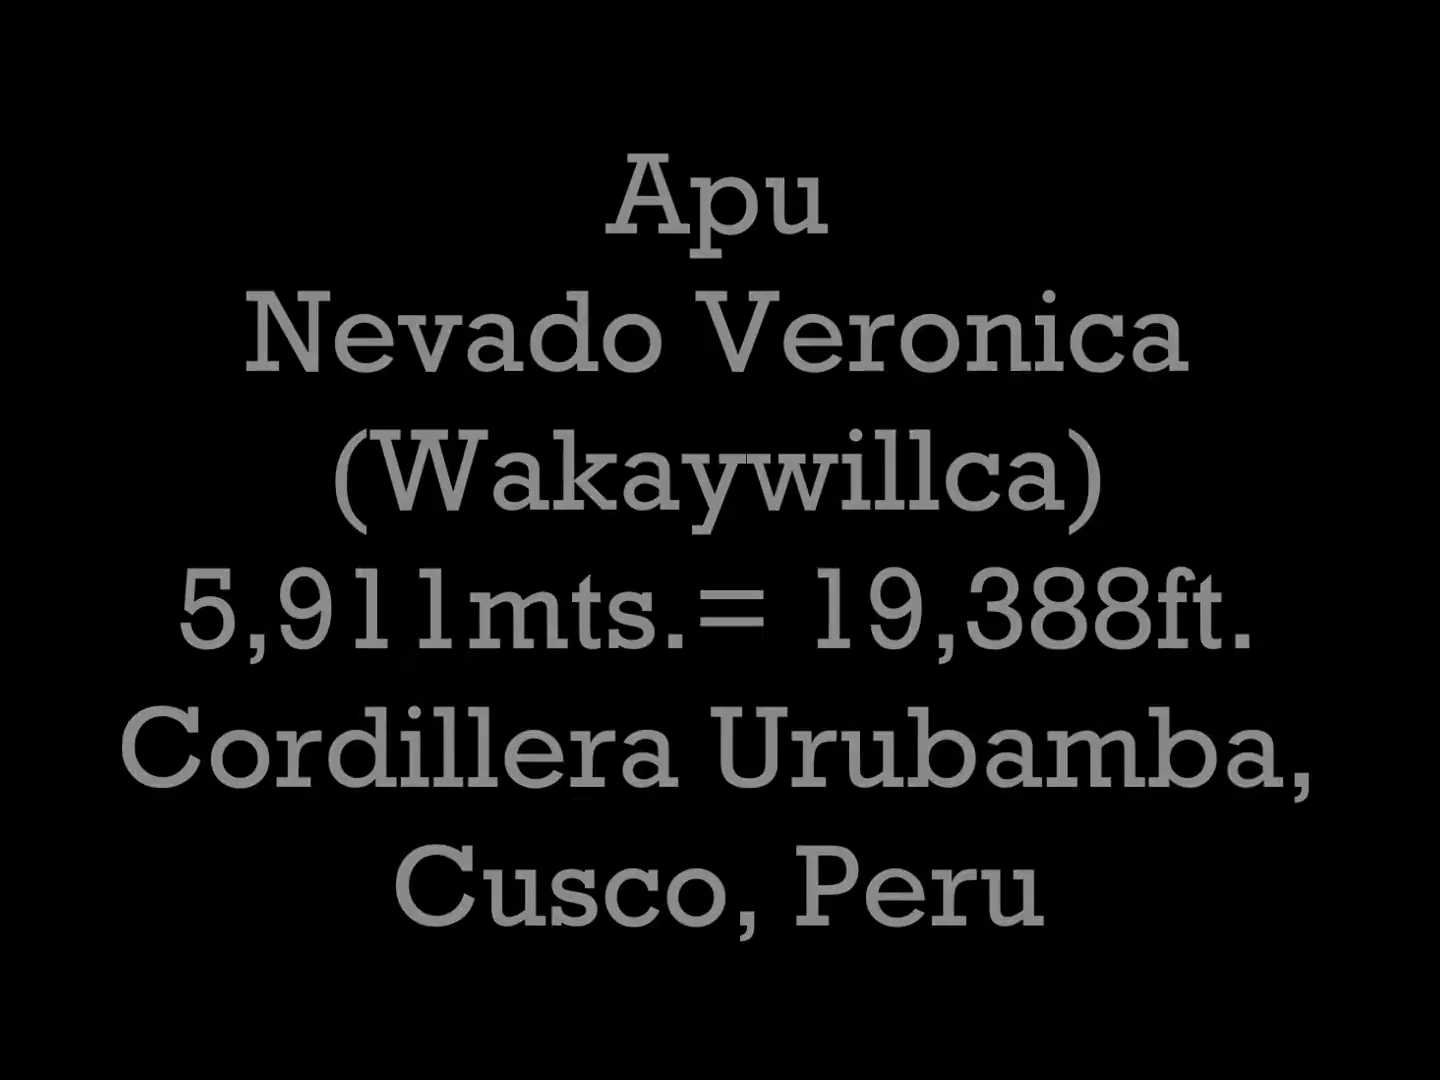 Apu
Nevado Veronica
(Wakaywillca)
5,911mts.= 19,388ft.
Cordillera Urubamba,
Cusco, Peru